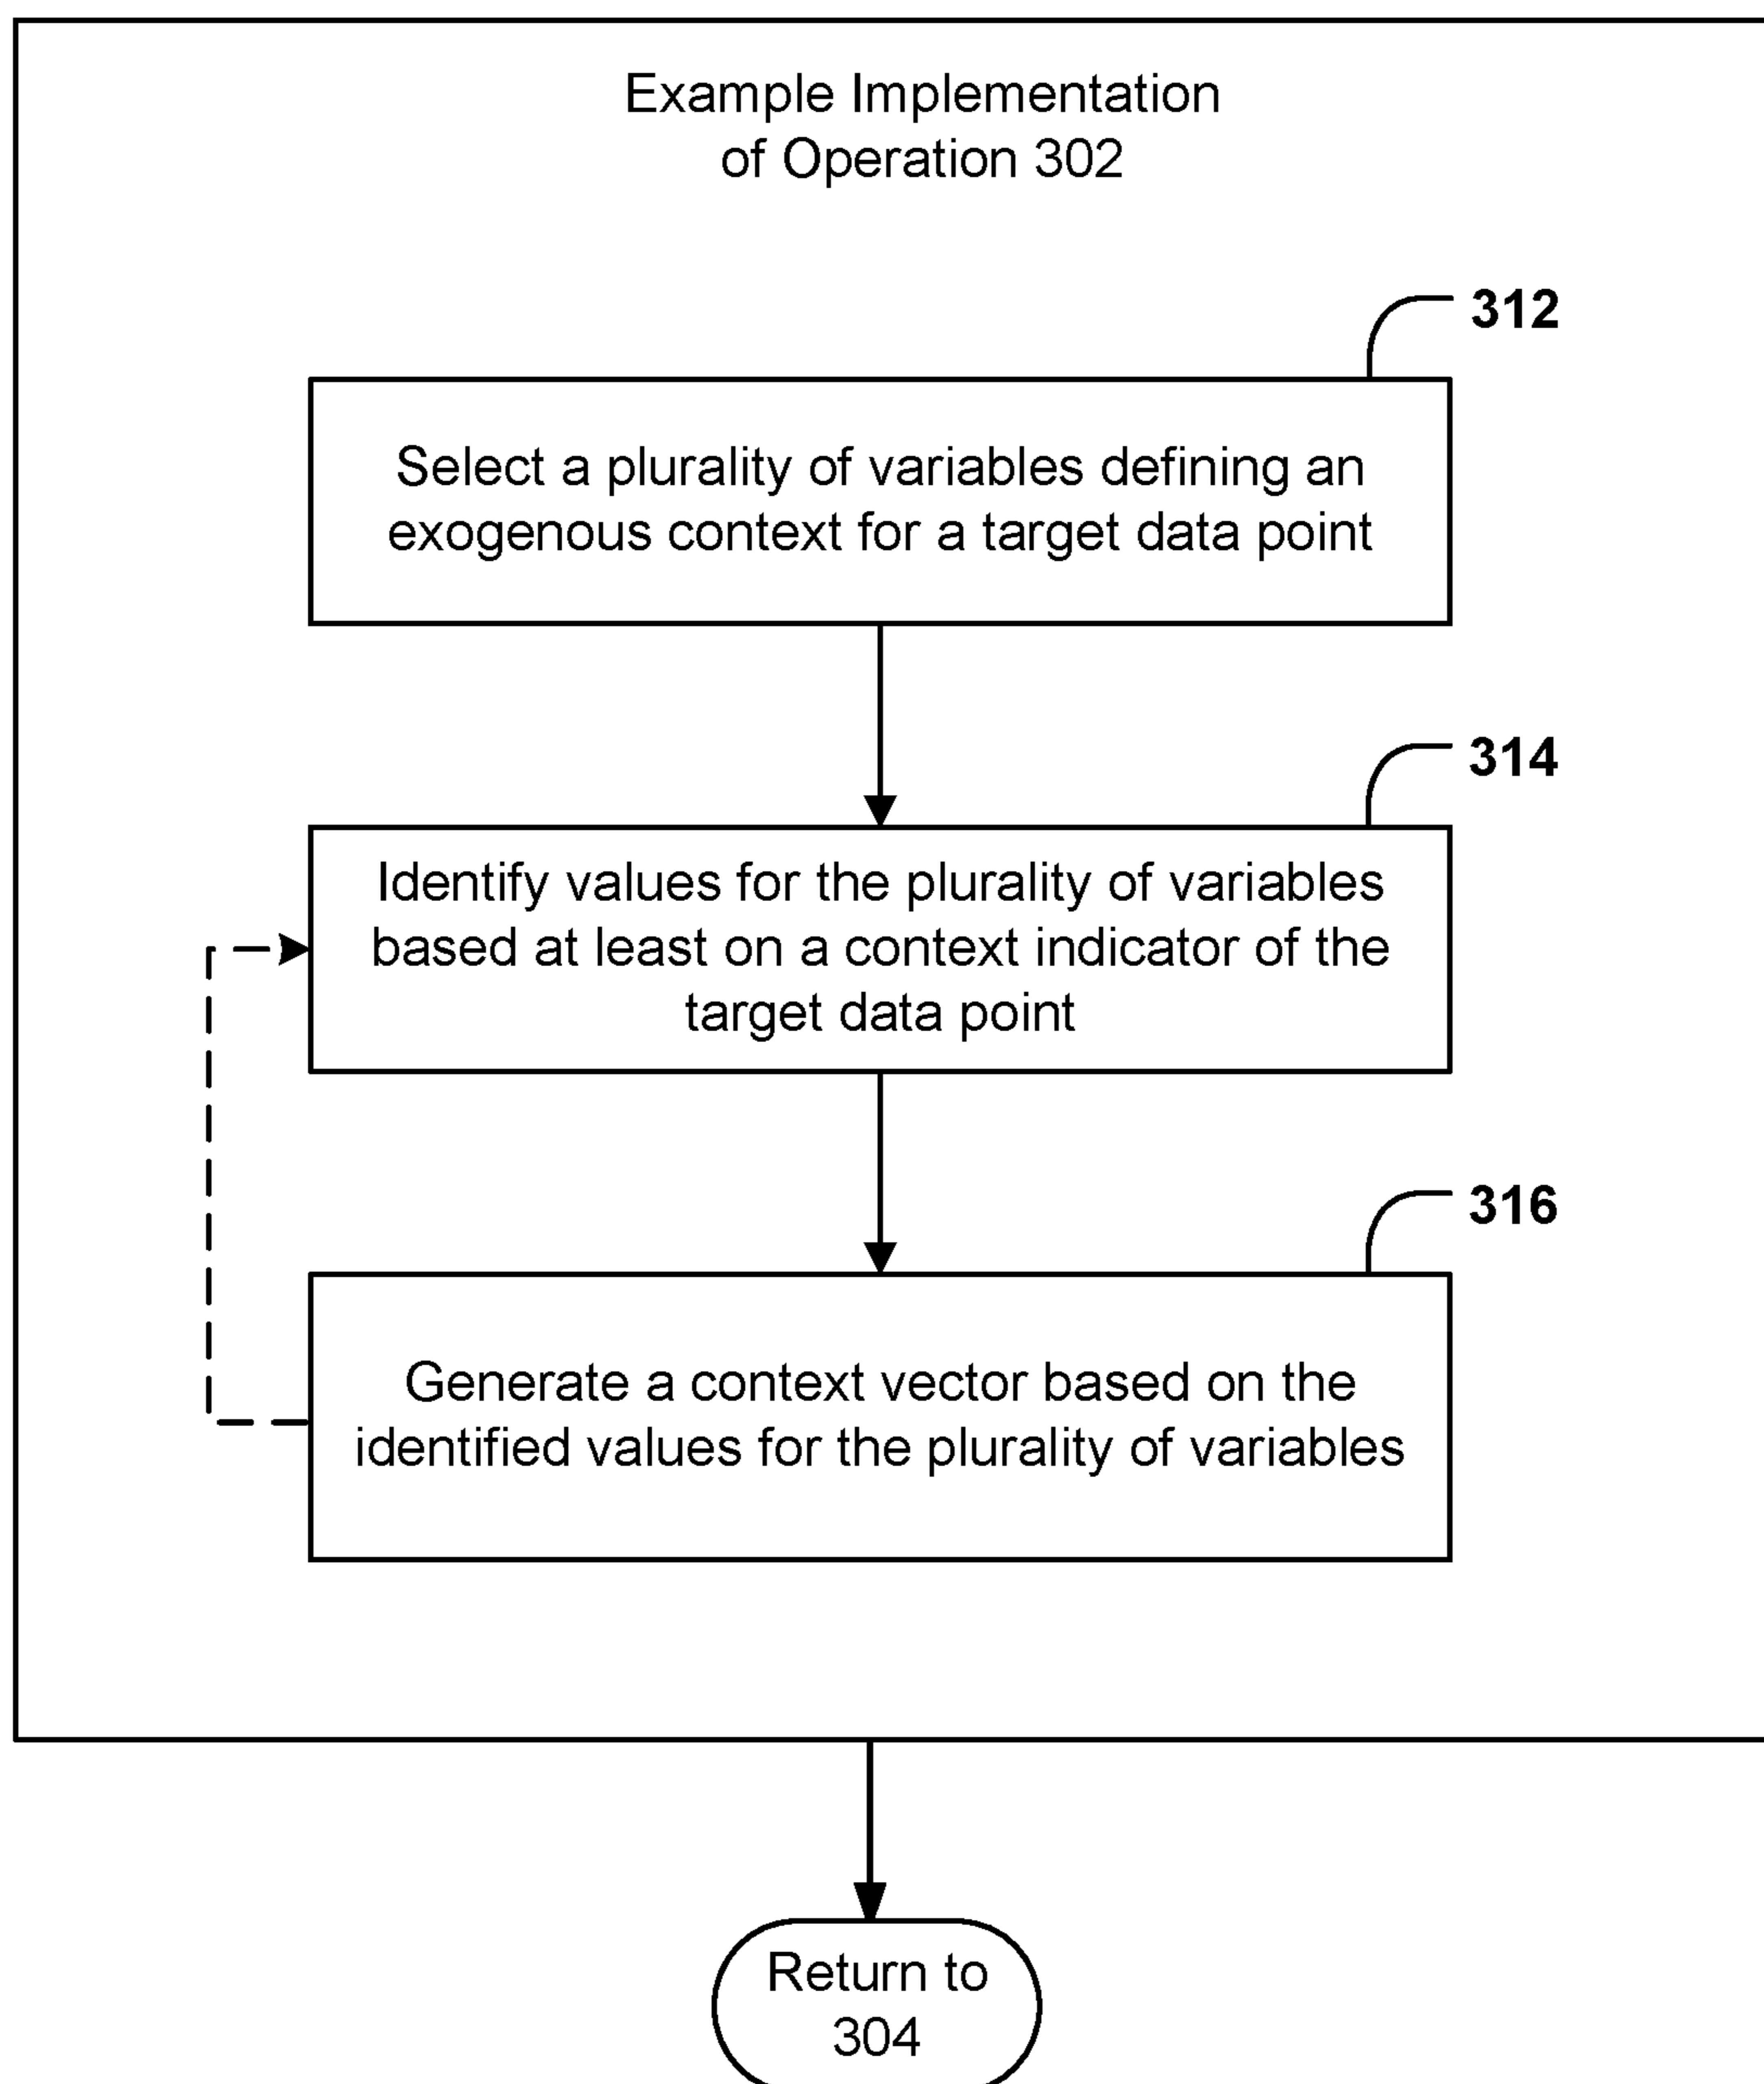 Example Implementation
of Operation 302
312
Select a plurality of variables defining an
exogenous context for a target data point
314
Identify values for the plurality of variables
based at least on a context indicator of the
target data point
316
Generate a context vector based on the
identified values for the plurality of variables
Return to
304